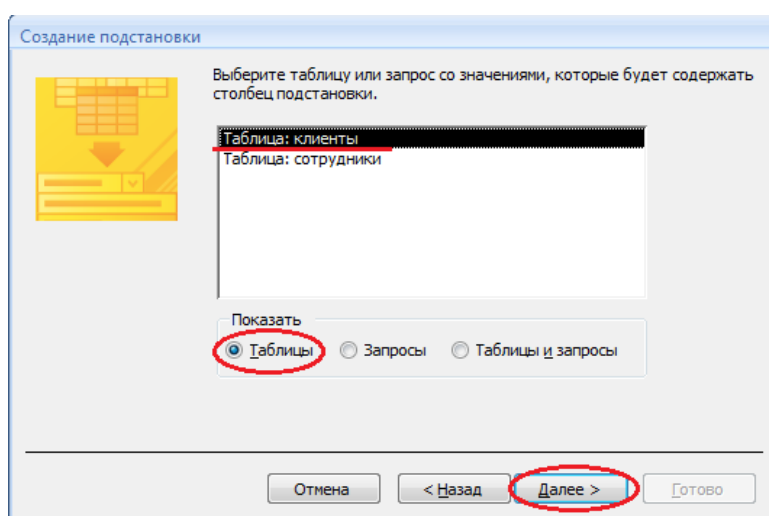 Создание подстановки
Выберите таблицу или запрос со значениями, которые будет содержать
столбец подстановки.
Таблица: клиенты
Таблица: сотрудники
Показать
Таблицы Запросы Таблицы и запросы
Отмена < Назад Далее > Готово